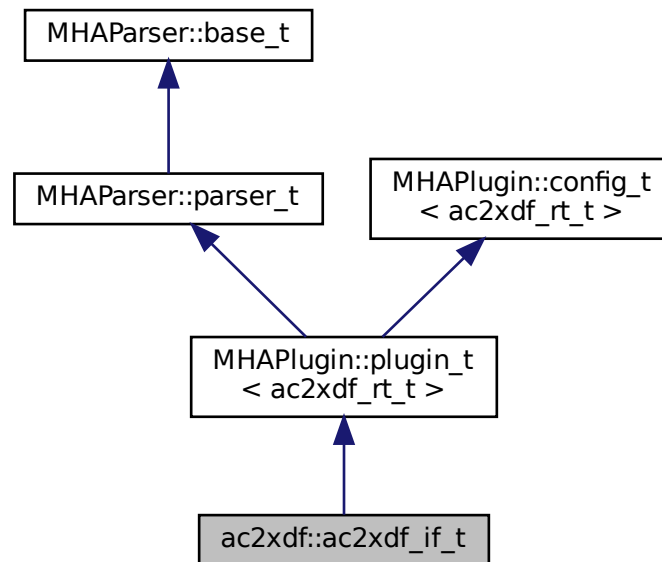 MHAParser::base_t
MHAParser::parser_t
MHAPlugin::config_t
< ac2xdf_rt_t >
MHAPlugin::plugin_t
< ac2xdf_rt_t >
ac2xdf::ac2xdf_if_t